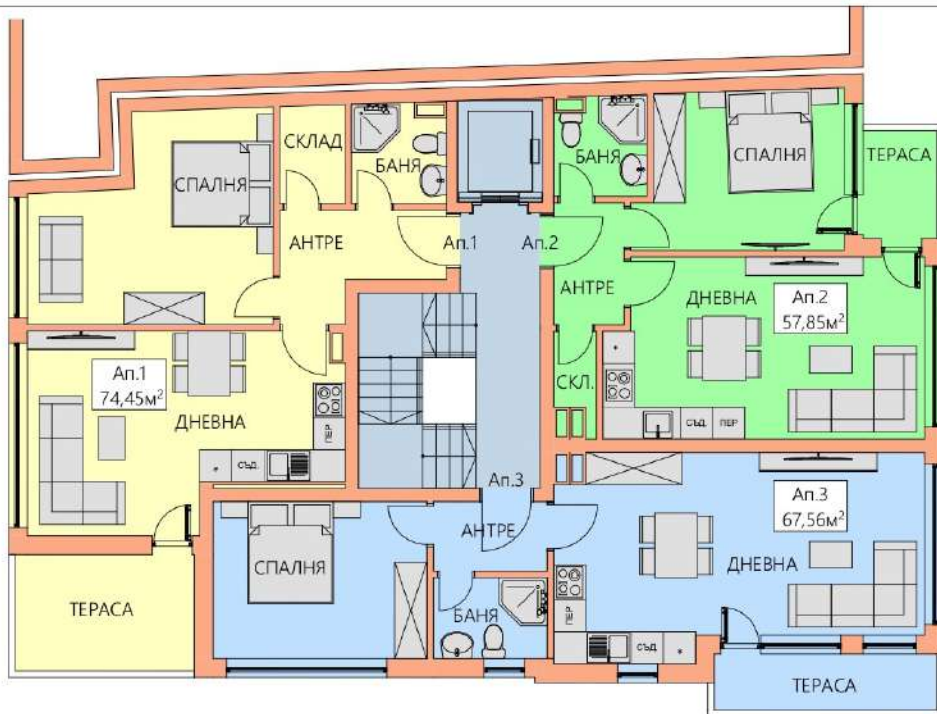 СКЛАД
БАНЯ
СПАЛНЯ
АНТРЕ
Ап.1
Ап.1
74,45м²
ДНЕВНА
ПЕР
СЪД.
ТЕРАСА
БАНЯ
СПАЛНЯ
ТЕРАСА
Ап.2
АНТРЕ
ДНЕВНА
Ап.2
57,85м²
СКЛ.
СЪД.
ПЕР
Ап.3
АНТРЕ
СПАЛНЯ
БАНЯ
Ап.3
67,56м²
ДНЕВНА
ПЕР
СЪД.
ТЕРАСА